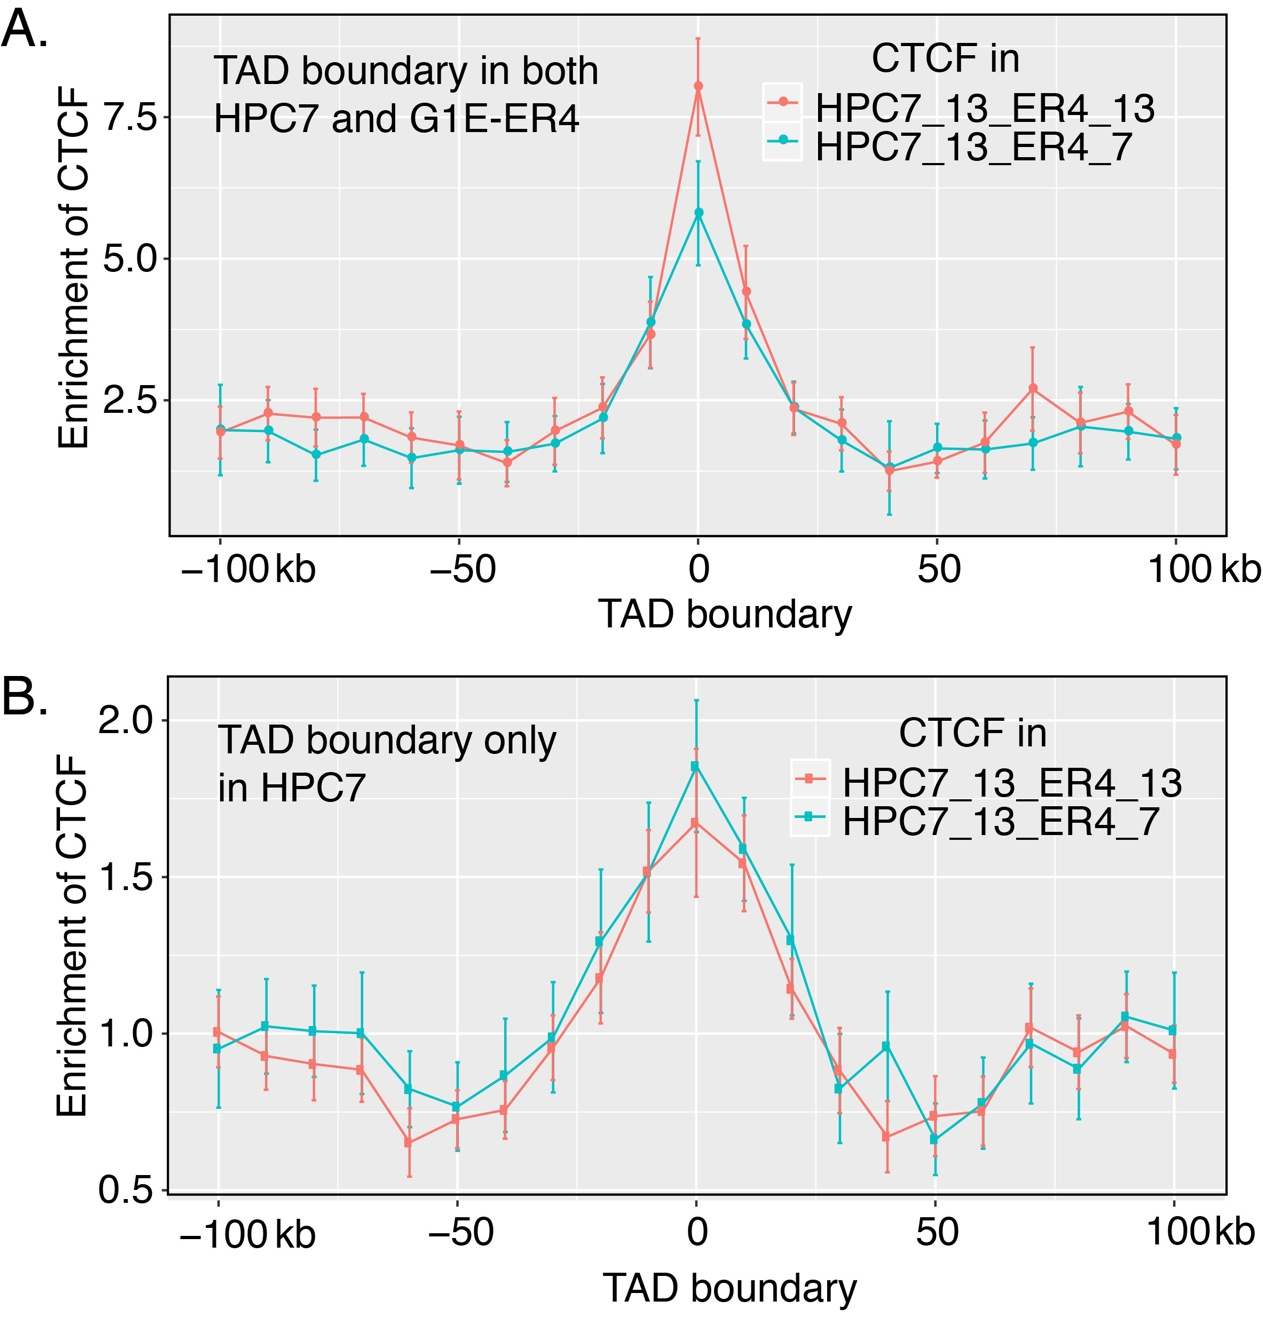 A.
TAD boundary in both
HPC7 and G1E-ER4
CTCF in
HPC7_13_ER4_13
HPC7_13_ER4_7
Enrichment of CTCF
7.5
5.0
2.5
−100 kb −50 0 50 100 kb
TAD boundary
B.
TAD boundary only
in HPC7
CTCF in
HPC7_13_ER4_13
HPC7_13_ER4_7
Enrichment of CTCF
2.0
1.5
1.0
0.5
−100 kb −50 0 50 100 kb
TAD boundary